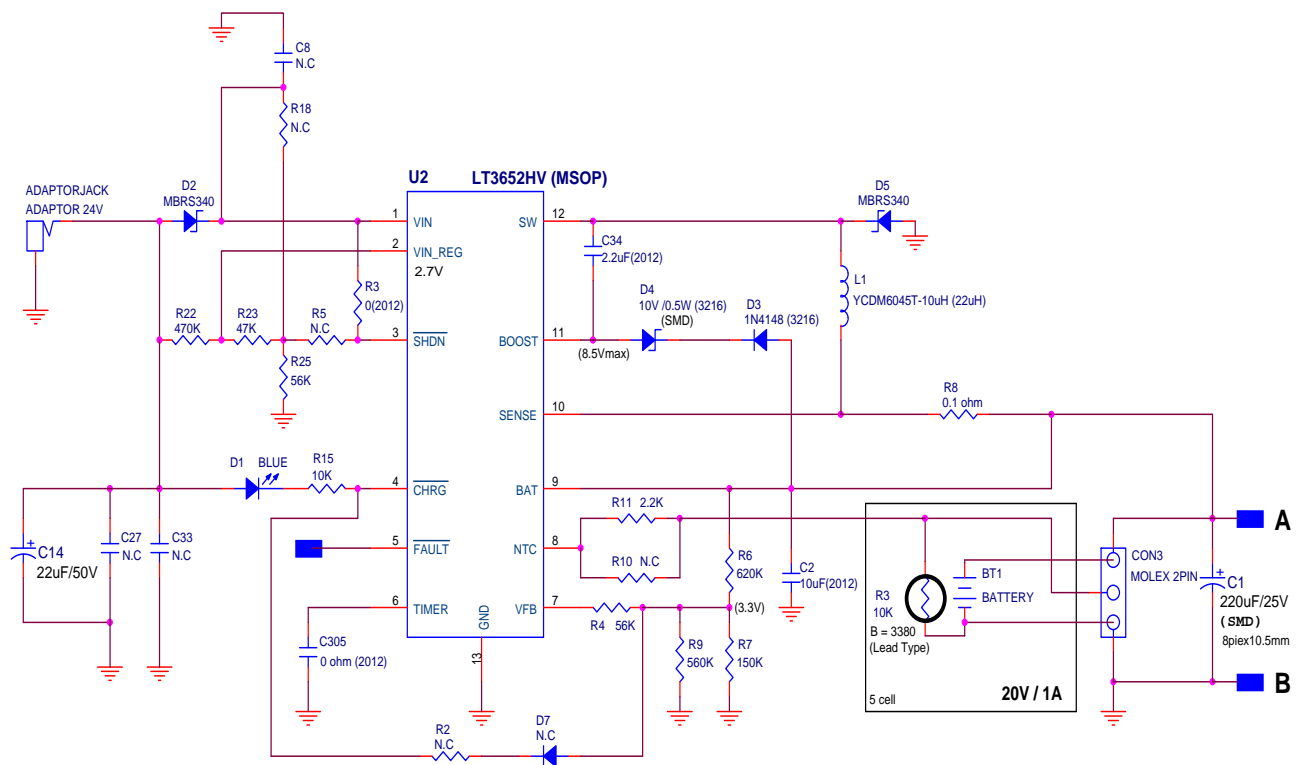 C8
N.C
R18
N.C
U2 LT3652HV (MSOP)
ADAPTORJACK
ADAPTOR 24V
D2
MBRS340
D5
MBRS340
1 VIN
SW 12
2 VIN_REG
2.7V
C34
2.2uF(2012)
R3
0(2012)
L1
YCDM6045T-10uH (22uH)
D4
10V /0.5W (3216)
(SMD)
D3
1N4148 (3216)
R22
470K
R23
47K
R5
N.C
3 SHDN
BOOST 11
(8.5Vmax)
R25
56K
R8
0.1 ohm
SENSE 10
D1 BLUE
R15
10K
4 CHRG
BAT 9
R11 2.2K
C14
22uF/50V
C27
N.C
C33
N.C
5 FAULT
NTC 8
R10 N.C
R6
620K
C2
10uF(2012)
R3
10K
B = 3380
(Lead Type)
BT1
BATTERY
5 cell
20V / 1A
CON3
MOLEX 2PIN
A
C1
220uF/25V
(SMD)
8piex10.5mm
B
6 TIMER
VFB 7
GND
13
R4 56K
(3.3V)
C305
0 ohm (2012)
R9
560K
R7
150K
R2
N.C
D7
N.C